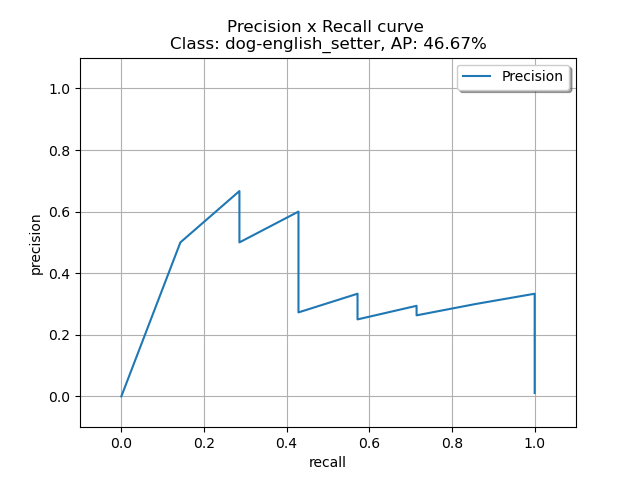 Precision x Recall curve
Class: dog-english_setter, AP: 46.67%
Precision
1.0
0.8
0.6
0.4
0.2
0.0
precision
0.0 0.2 0.4 0.6 0.8 1.0
recall